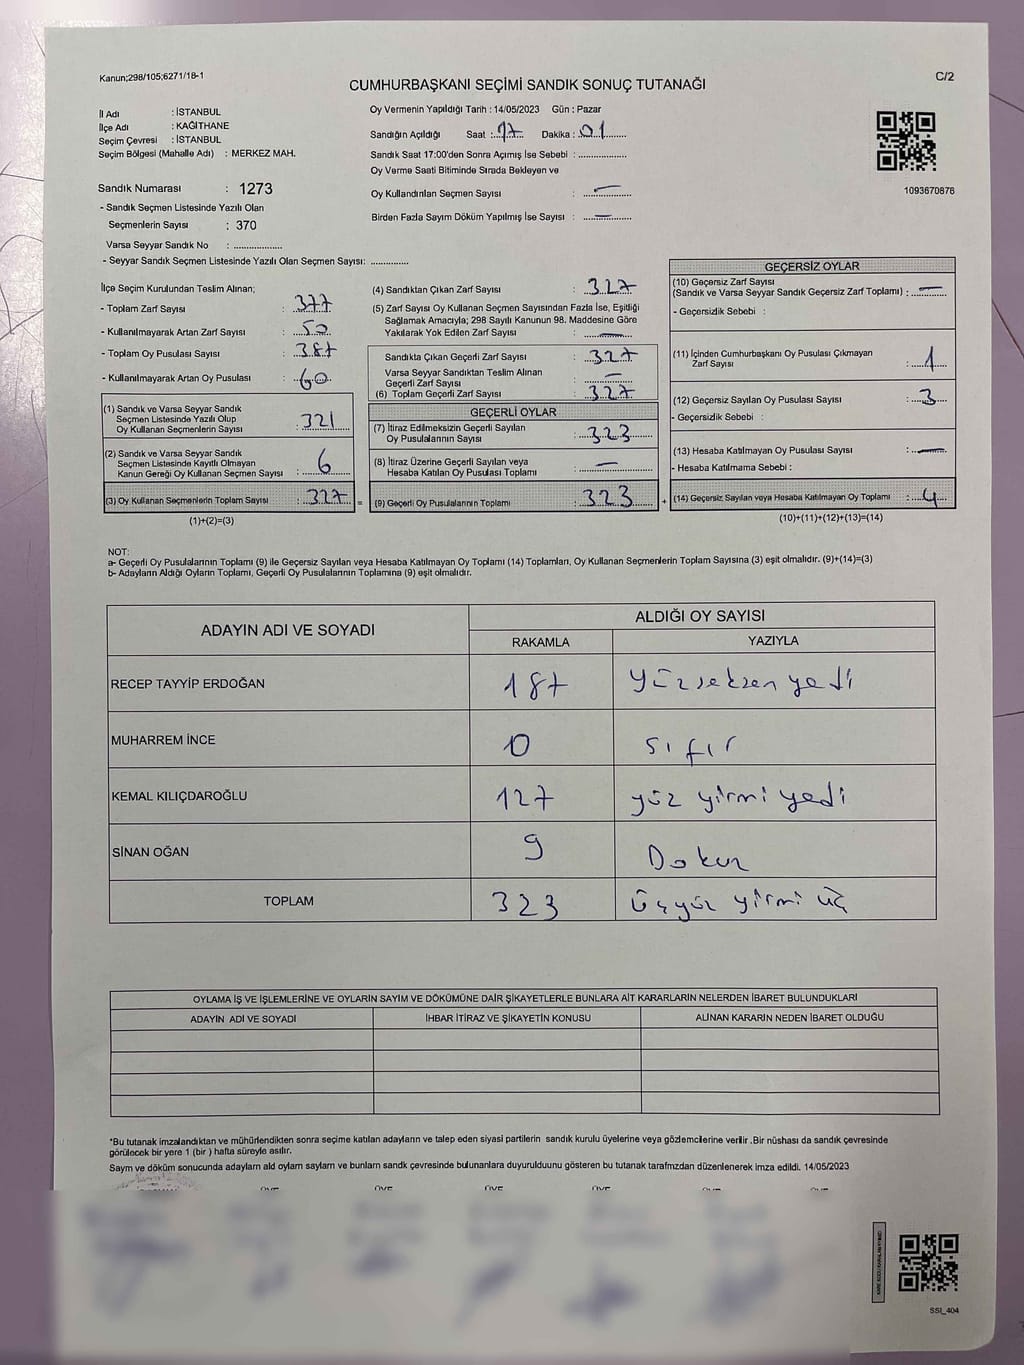 Kanun;298/105;6271/18-1
C/2
CUMHURBAŞKANI SEÇİMİ SANDIK SONUÇ TUTANAĞI
İl Adı : İSTANBUL
İlçe Adı : KAĞITHANE
Seçim Çevresi : İSTANBUL
Seçim Bölgesi (Mahalle Adı) : MERKEZ MAH.
Sandık Numarası : 1273
- Sandık Seçmen Listesinde Yazılı Olan
Seçmenlerin Sayısı : 370
Varsa Seyyar Sandık No : ..................
- Seyyar Sandık Seçmen Listesinde Yazılı Olan Seçmen Sayısı: ..............
Oy Vermenin Yapıldığı Tarih : 14/05/2023 Gün : Pazar
Sandığın Açıldığı Saat : 17 Dakika : 01
Sandık Saat 17:00'den Sonra Açımış İse Sebebi : ..................
Oy Verme Saati Bitiminde Sırada Bekleyen ve
Oy Kullandırılan Seçmen Sayısı : —
Birden Fazla Sayım Döküm Yapılmış İse Sayısı : —
1093670876
İlçe Seçim Kurulundan Teslim Alınan;
- Toplam Zarf Sayısı : 377
- Kullanılmayarak Artan Zarf Sayısı : 50
- Toplam Oy Pusulası Sayısı : 387
- Kullanılmayarak Artan Oy Pusulası : 60
(1) Sandık ve Varsa Seyyar Sandık
Seçmen Listesinde Yazılı Olup
Oy Kullanan Seçmenlerin Sayısı : 321
(2) Sandık ve Varsa Seyyar Sandık
Seçmen Listesinde Kayıtlı Olmayan
Kanun Gereği Oy Kullanan Seçmen Sayısı : 6
(3) Oy Kullanan Seçmenlerin Toplam Sayısı : 327 =
(1)+(2)=(3)
(4) Sandıktan Çıkan Zarf Sayısı : 327
(5) Zarf Sayısı Oy Kullanan Seçmen Sayısından Fazla İse, Eşitliği
Sağlamak Amacıyla; 298 Sayılı Kanunun 98. Maddesine Göre
Yakılarak Yok Edilen Zarf Sayısı : —
Sandıkta Çıkan Geçerli Zarf Sayısı : 327
Varsa Seyyar Sandıktan Teslim Alınan
Geçerli Zarf Sayısı : —
(6) Toplam Geçerli Zarf Sayısı : 327
GEÇERLİ OYLAR
(7) İtiraz Edilmeksizin Geçerli Sayılan
Oy Pusulalarının Sayısı : 323
(8) İtiraz Üzerine Geçerli Sayılan veya
Hesaba Katılan Oy Pusulası Toplamı : —
(9) Geçerli Oy Pusulalarının Toplamı : 323 +
GEÇERSİZ OYLAR
(10) Geçersiz Zarf Sayısı
(Sandık ve Varsa Seyyar Sandık Geçersiz Zarf Toplamı) : —
- Geçersizlik Sebebi :
(11) İçinden Cumhurbaşkanı Oy Pusulası Çıkmayan
Zarf Sayısı : 1
(12) Geçersiz Sayılan Oy Pusulası Sayısı : 3
- Geçersizlik Sebebi :
(13) Hesaba Katılmayan Oy Pusulası Sayısı : —
- Hesaba Katılmama Sebebi :
(14) Geçersiz Sayılan veya Hesaba Katılmayan Oy Toplamı : 4
(10)+(11)+(12)+(13)=(14)
NOT:
a- Geçerli Oy Pusulalarının Toplamı (9) ile Geçersiz Sayılan veya Hesaba Katılmayan Oy Toplamı (14) Toplamları, Oy Kullanan Seçmenlerin Toplam Sayısına (3) eşit olmalıdır. (9)+(14)=(3)
b- Adayların Aldığı Oyların Toplamı, Geçerli Oy Pusulalarının Toplamına (9) eşit olmalıdır.
ADAYIN ADI VE SOYADI
ALDIĞI OY SAYISI
RAKAMLA YAZIYLA
RECEP TAYYİP ERDOĞAN 187 yüzseksen yedi
MUHARREM İNCE 0 sıfır
KEMAL KILIÇDAROĞLU 127 yüz yirmi yedi
SİNAN OĞAN 9 Dokuz
TOPLAM 323 Üçyüz yirmi üç
OYLAMA İŞ VE İŞLEMLERİNE VE OYLARIN SAYIM VE DÖKÜMÜNE DAİR ŞİKAYETLERLE BUNLARA AİT KARARLARIN NELERDEN İBARET BULUNDUKLARI
ADAYIN ADI VE SOYADI İHBAR İTİRAZ VE ŞİKAYETİN KONUSU ALINAN KARARIN NEDEN İBARET OLDUĞU
*Bu tutanak imzalandıktan ve mühürlendikten sonra seçime katılan adayların ve talep eden siyasi partilerin sandık kurulu üyelerine veya gözlemcilerine verilir.Bir nüshası da sandık çevresinde
görülecek bir yere 1 (bir ) hafta süreyle asılır.
Sayım ve döküm sonucunda adayların ald oyların sayların ve bunların sandk çevresinde bulunanlara duyurulduunu gösteren bu tutanak tarafmzdan düzenlenerek imza edildi. 14/05/2023
ÜYE ÜYE ÜYE ÜYE ÜYE
SSI_404